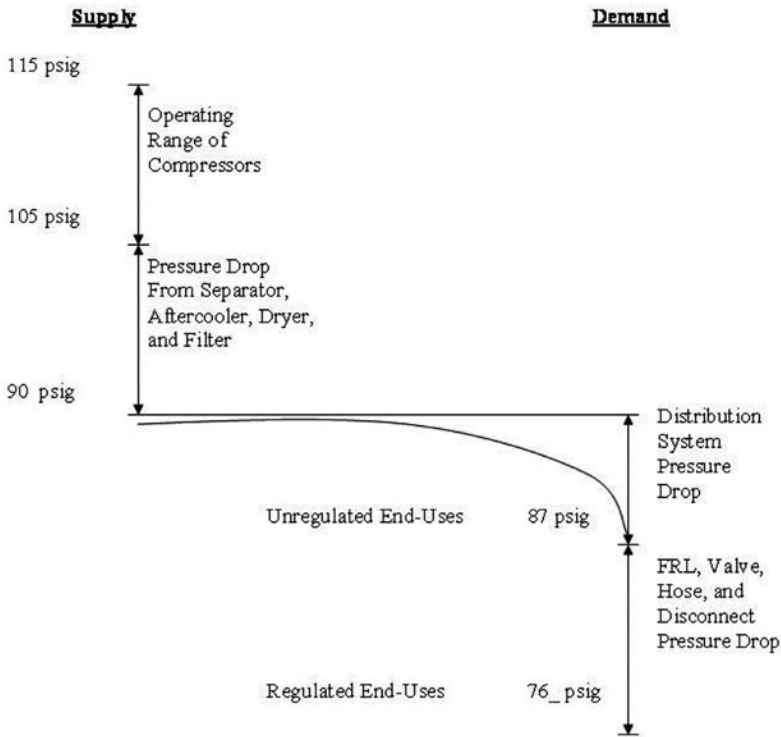 Supply
Demand
115 psig
Operating
Range of
Compressors
105 psig
Pressure Drop
From Separator,
Aftercooler, Dryer,
and Filter
90 psig
Distribution
System
Pressure
Drop
Unregulated End-Uses 87 psig
FRL, Valve,
Hose, and
Disconnect
Pressure Drop
Regulated End-Uses 76_ psig